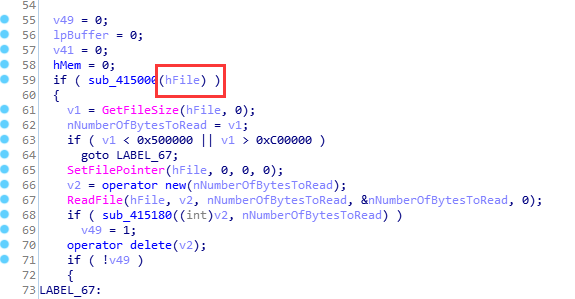 54
55 v49 = 0;
56 lpBuffer = 0;
57 v41 = 0;
58 hMem = 0;
59 if ( sub_415000(hFile) )
60 {
61 v1 = GetFileSize(hFile, 0);
62 nNumberOfBytesToRead = v1;
63 if ( v1 < 0x500000 || v1 > 0xC00000 )
64 goto LABEL_67;
65 SetFilePointer(hFile, 0, 0, 0);
66 v2 = operator new(nNumberOfBytesToRead);
67 ReadFile(hFile, v2, nNumberOfBytesToRead, &nNumberOfBytesToRead, 0);
68 if ( sub_415180((int)v2, nNumberOfBytesToRead) )
69 v49 = 1;
70 operator delete(v2);
71 if ( !v49 )
72 {
73 LABEL_67: